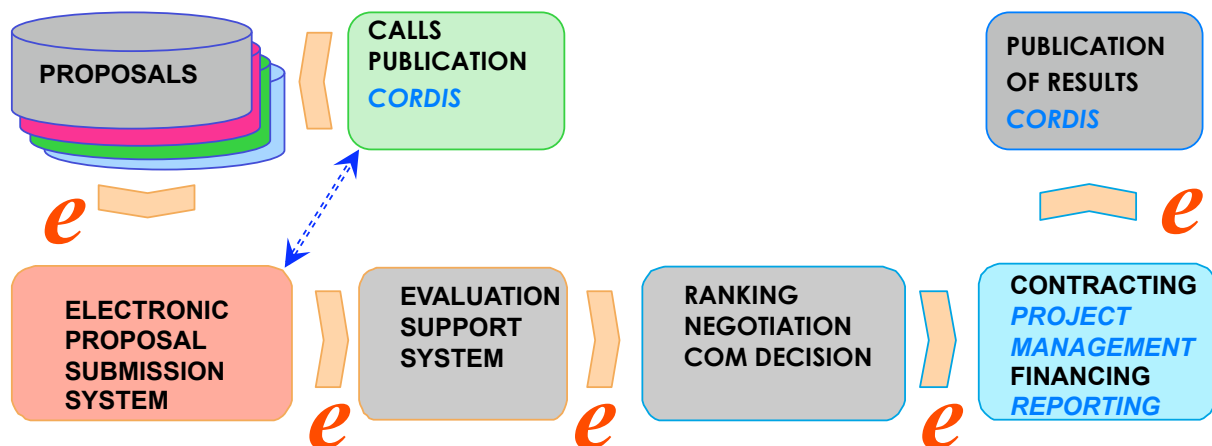 PROPOSALS
CALLS
PUBLICATION
CORDIS
PUBLICATION
OF RESULTS
CORDIS
e
e
ELECTRONIC
PROPOSAL
SUBMISSION
SYSTEM
e
EVALUATION
SUPPORT
SYSTEM
e
RANKING
NEGOTIATION
COM DECISION
e
CONTRACTING
PROJECT
MANAGEMENT
FINANCING
REPORTING